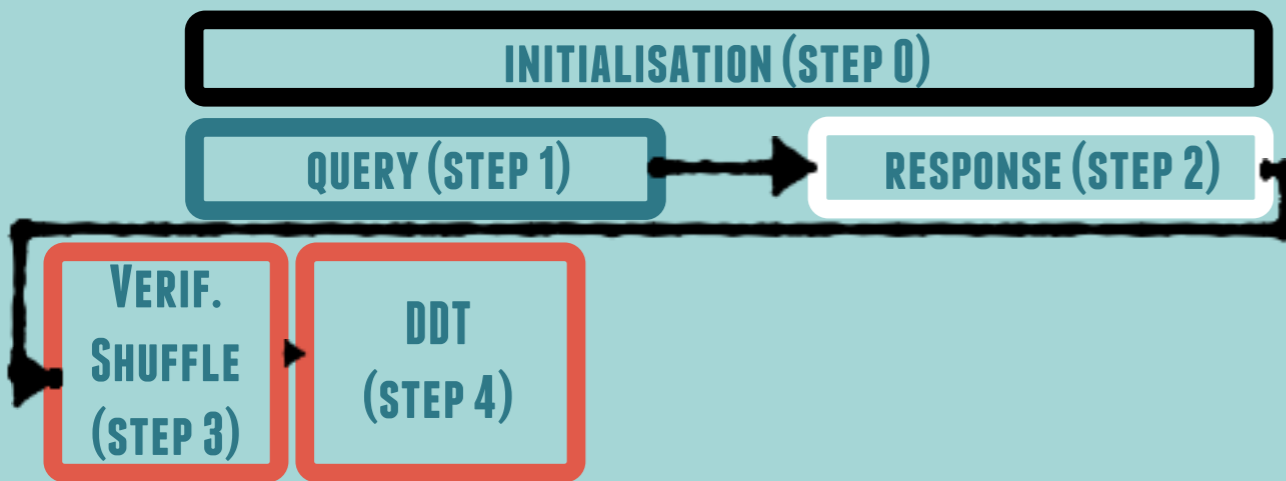 INITIALISATION (STEP 0)
QUERY (STEP 1)
RESPONSE (STEP 2)
VERIF.
SHUFFLE
(STEP 3)
DDT
(STEP 4)